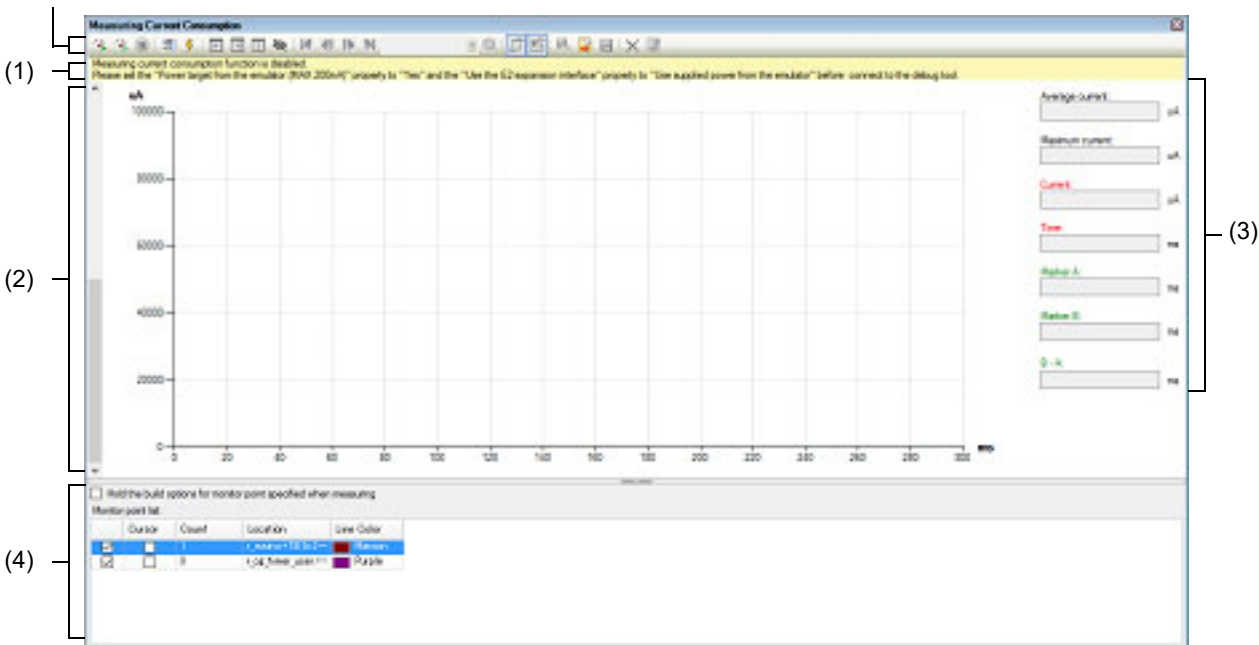 Measuring Current Consumption
(1)
Measuring current consumption function is disabled.
Please set the "Power target from the emulator (MAX 200mA)" property to "Yes" and the "Use the E2 expansion interface" property to "Use supplied power from the emulator" before connect to the debug tool.
(2)
uA
100000
80000
60000
40000
20000
0
0 20 40 60 80 100 120 140 160 180 200 220 240 260 280 300 ms
Average current:
uA
Maximum current:
uA
Current:
uA
Time:
ms
Marker A:
ms
Marker B:
ms
B - A:
ms
(3)
(4)
Hold the build options for monitor point specified when measuring
Monitor point list:
Cursor Count Location Line Color
Maroon
Purple